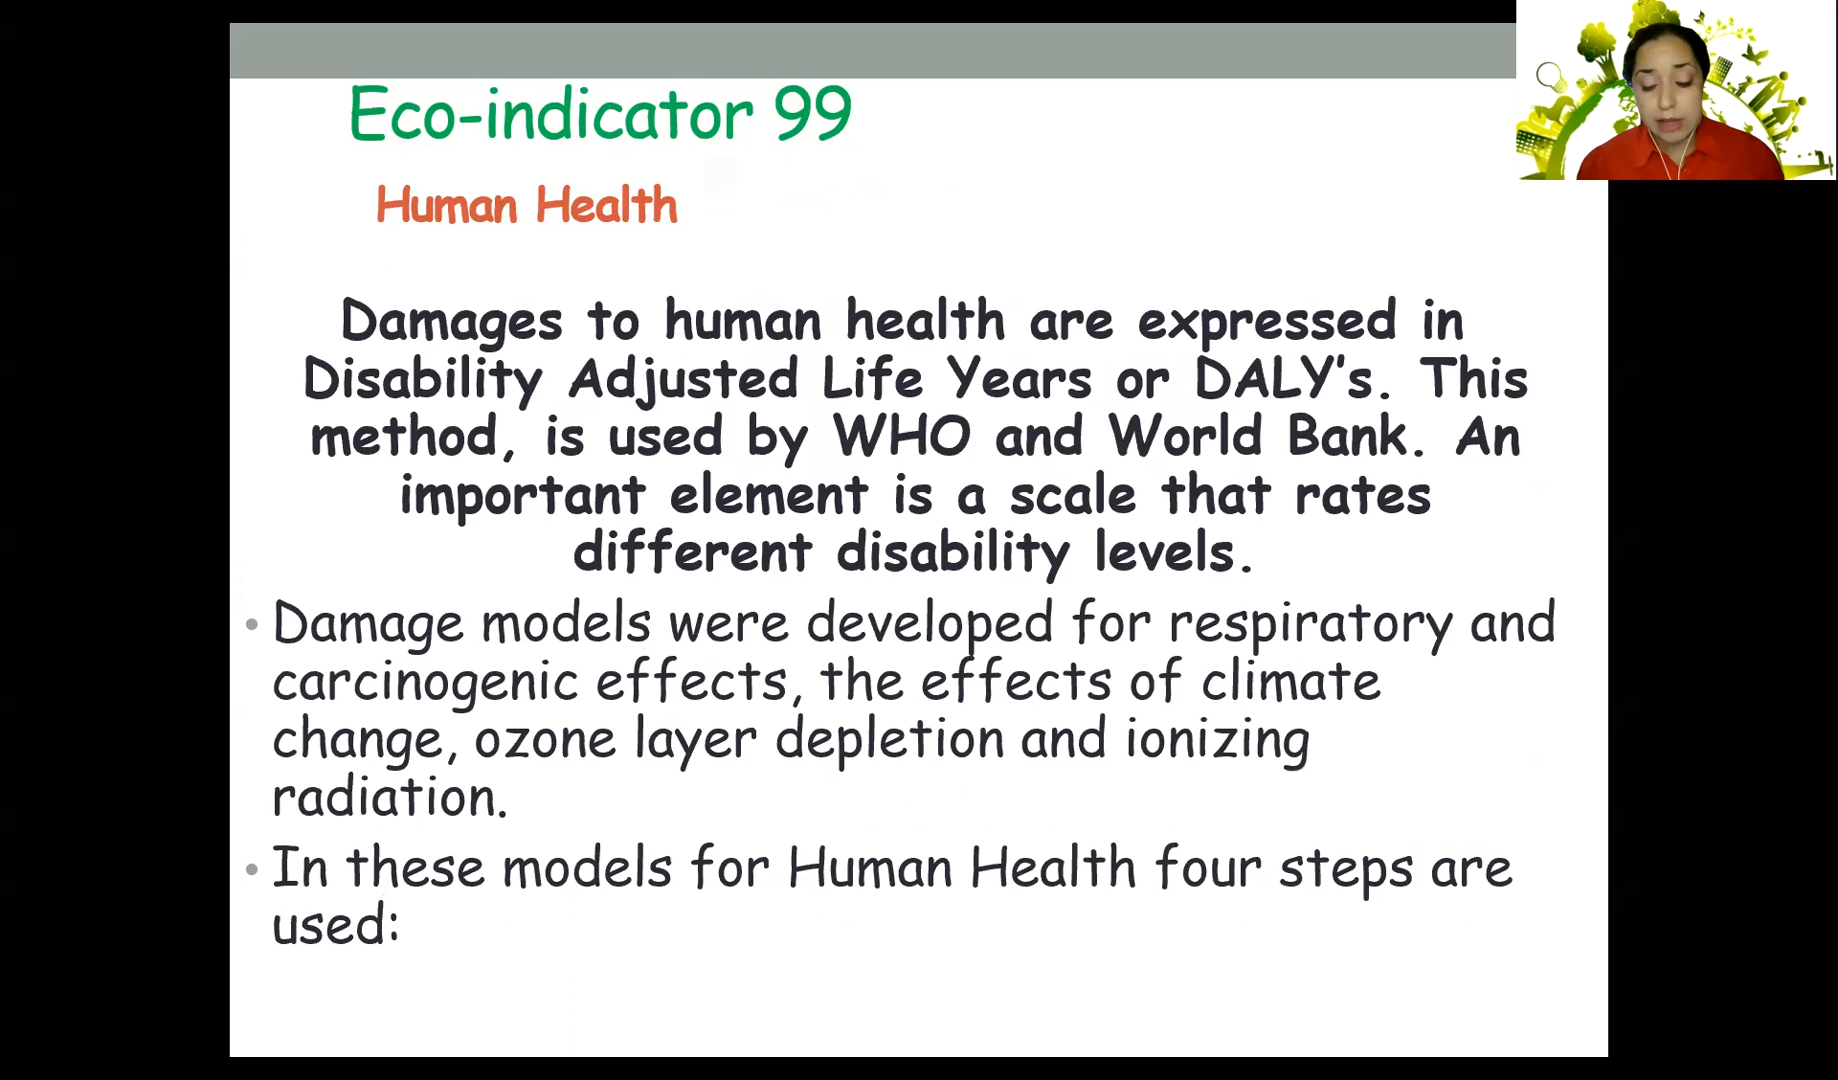 Eco-indicator 99
Human Health
Damages to human health are expressed in
Disability Adjusted Life Years or DALY's. This
method, is used by WHO and World Bank. An
important element is a scale that rates
different disability levels.
• Damage models were developed for respiratory and
carcinogenic effects, the effects of climate
change, ozone layer depletion and ionizing
radiation.
• In these models for Human Health four steps are
used: